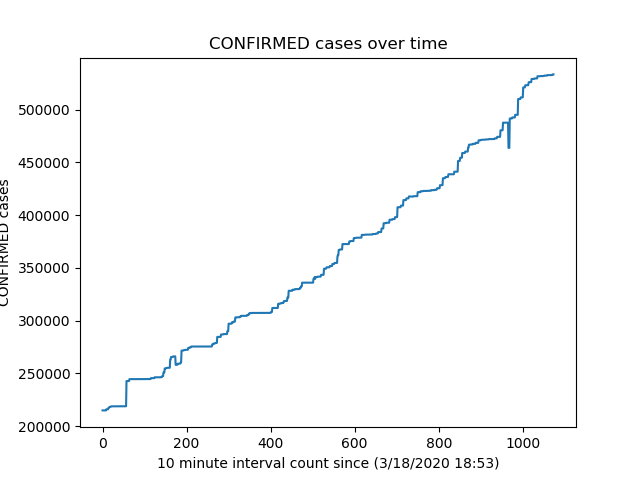 CONFIRMED cases over time
500000
450000
400000
350000
300000
250000
200000
CONFIRMED cases
0 200 400 600 800 1000
10 minute interval count since (3/18/2020 18:53)